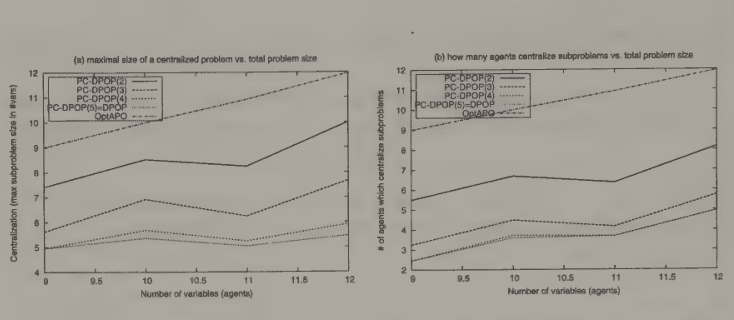 (a) maximal size of a centralized problem vs. total problem size
12
11
10
9
8
7
6
5
4
Centralization (max subproblem size in #vars)
PC-DPOP(2)
PC-DPOP(3)
PC-DPOP(4)
PC-DPOP(5)=DPOP
OptAPO
9
9.5
10
10.5
11
11.5
12
Number of variables (agents)
(b) how many agents centralize subproblems vs. total problem size
12
11
10
9
8
7
6
5
4
3
2
# of agents which centralize subproblems
PC-DPOP(2)
PC-DPOP(3)
PC-DPOP(4)
PC-DPOP(5)=DPOP
OptAPO
9
9.5
10
10.5
11
11.5
12
Number of variables (agents)